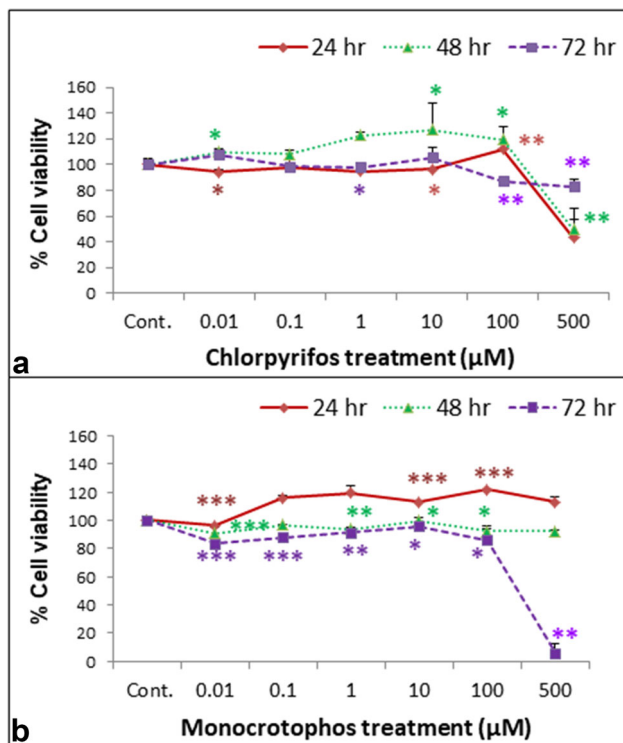 24 hr 48 hr 72 hr
160
140
120
100
80
60
40
20
0
% Cell viability
* * * **
* * * ** ** **
Cont. 0.01 0.1 1 10 100 500
Chlorpyrifos treatment (µM)
a
24 hr 48 hr 72 hr
160
140
120
100
80
60
40
20
0
% Cell viability
*** *** ***
*** ** * *
*** *** ** * * **
Cont. 0.01 0.1 1 10 100 500
Monocrotophos treatment (µM)
b